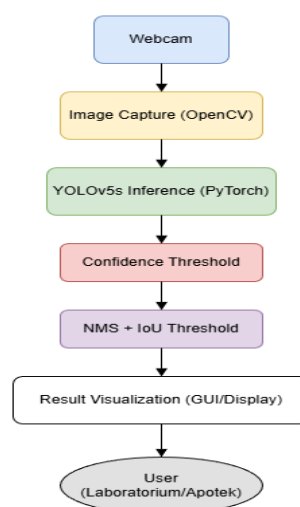 Webcam
Image Capture (OpenCV)
YOLOv5s Inference (PyTorch)
Confidence Threshold
NMS + IoU Threshold
Result Visualization (GUI/Display)
User
(Laboratorium/Apotek)